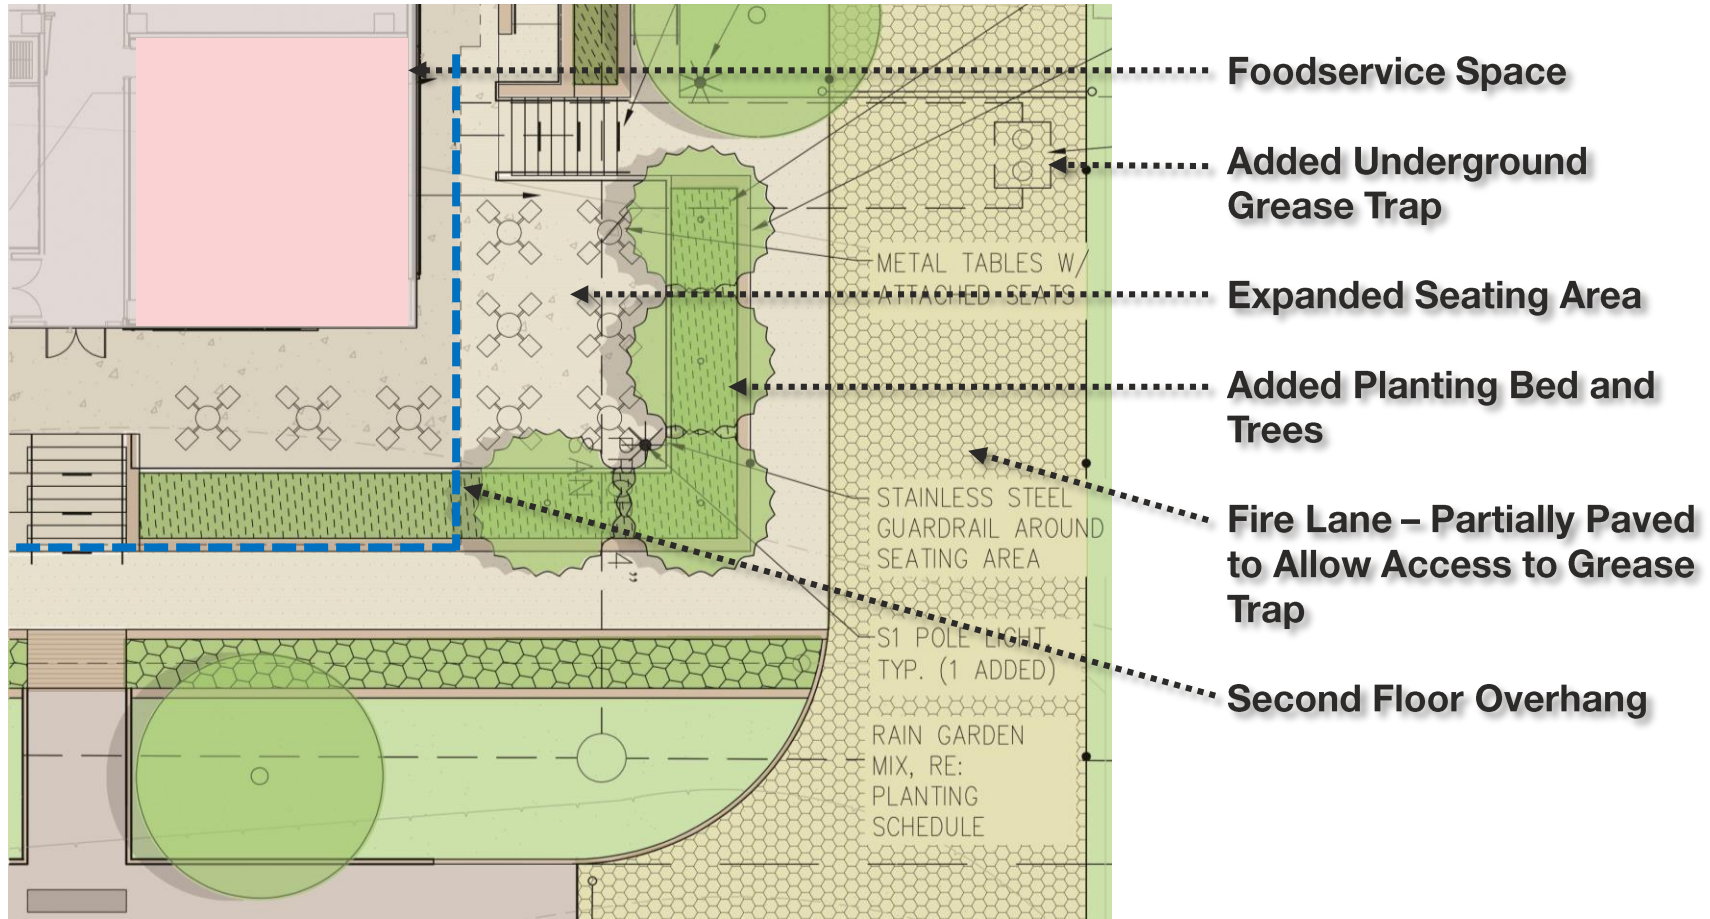 Foodservice Space
Added Underground
Grease Trap
METAL TABLES W/
ATTACHED SEATS
Expanded Seating Area
Added Planting Bed and
Trees
STAINLESS STEEL
GUARDRAIL AROUND
SEATING AREA
Fire Lane – Partially Paved
to Allow Access to Grease
Trap
S1 POLE LIGHT,
TYP. (1 ADDED)
Second Floor Overhang
RAIN GARDEN
MIX, RE:
PLANTING
SCHEDULE